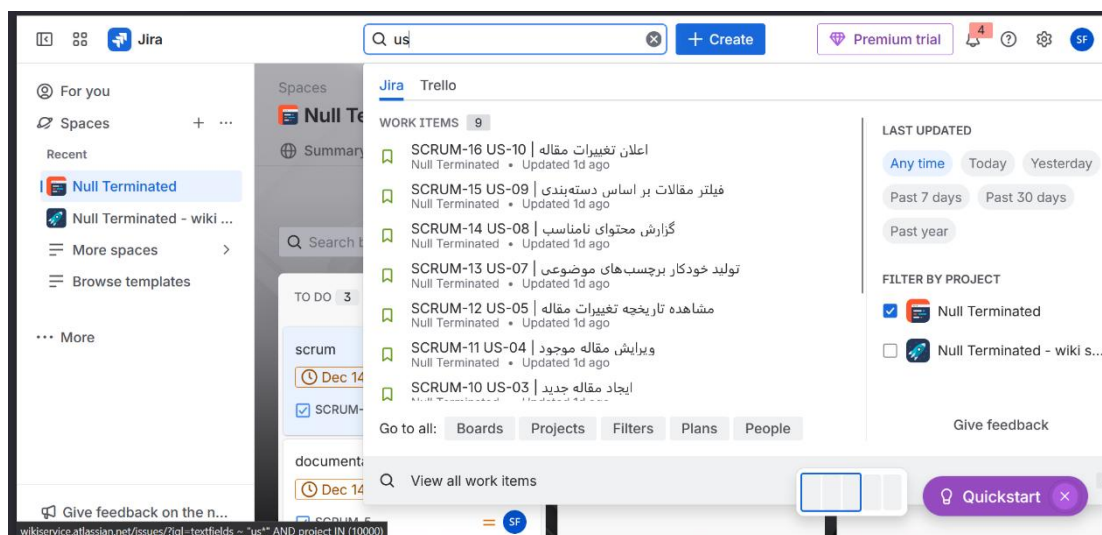 Jira
us
+ Create
Premium trial
4
SF
For you
Spaces
Recent
Null Terminated
Null Terminated - wiki ...
More spaces
Browse templates
More
Give feedback on the n...
Spaces
Null Te
Summary
Search b
TO DO 3
scrum
Dec 14
SCRUM-
documenta
Dec 14
SCRUM-5
SF
Jira Trello
WORK ITEMS 9
SCRUM-16 US-10 | اعلان تغییرات مقاله
Null Terminated • Updated 1d ago
SCRUM-15 US-09 | فیلتر مقالات بر اساس دسته‌بندی
Null Terminated • Updated 1d ago
SCRUM-14 US-08 | گزارش محتوای نامناسب
Null Terminated • Updated 1d ago
SCRUM-13 US-07 | تولید خودکار برچسب‌های موضوعی
Null Terminated • Updated 1d ago
SCRUM-12 US-05 | مشاهده تاریخچه تغییرات مقاله
Null Terminated • Updated 1d ago
SCRUM-11 US-04 | ویرایش مقاله موجود
Null Terminated • Updated 1d ago
SCRUM-10 US-03 | ایجاد مقاله جدید
Null Terminated • Updated 1d ago
Go to all: Boards Projects Filters Plans People
View all work items
LAST UPDATED
Any time Today Yesterday
Past 7 days Past 30 days
Past year
FILTER BY PROJECT
Null Terminated
Null Terminated - wiki s...
Give feedback
Quickstart
wikiservice.atlassian.net/issues/?jql=textfields ~ "us*" AND project IN (10000)